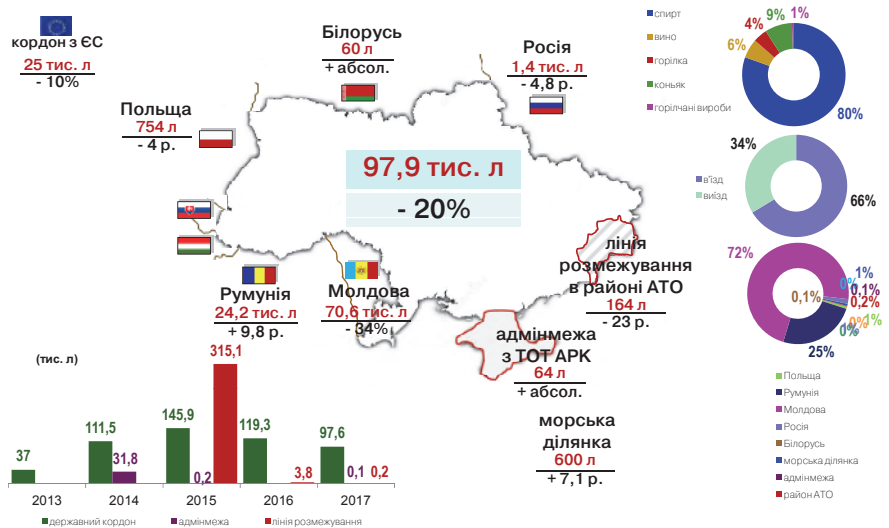 кордон з ЄС
25 тис. л
- 10%
Білорусь
60 л
+ абсол.
Росія
1,4 тис. л
- 4,8 р.
Польща
754 л
- 4 р.
97,9 тис. л
- 20%
Румунія
24,2 тис. л
+ 9,8 р.
Молдова
70,6 тис. л
- 34%
лінія
розмежування
в районі АТО
164 л
- 23 р.
адмінмежа
з ТОТ АРК
64 л
+ абсол.
морська
ділянка
600 л
+ 7,1 р.
(тис. л)
37
111,5
31,8
145,9
0,2
315,1
119,3
3,8
97,6
0,1
0,2
2013
2014
2015
2016
2017
державний кордон
адмінмежа
лінія розмежування
спирт
вино
горілка
коньяк
горілчані вироби
6%
4%
9%
1%
80%
в'їзд
виїзд
34%
66%
72%
0,1%
0%
1%
0,1%
0,2%
1%
0%
1%
0%
25%
Польща
Румунія
Молдова
Росія
Білорусь
морська ділянка
адмінмежа
район АТО